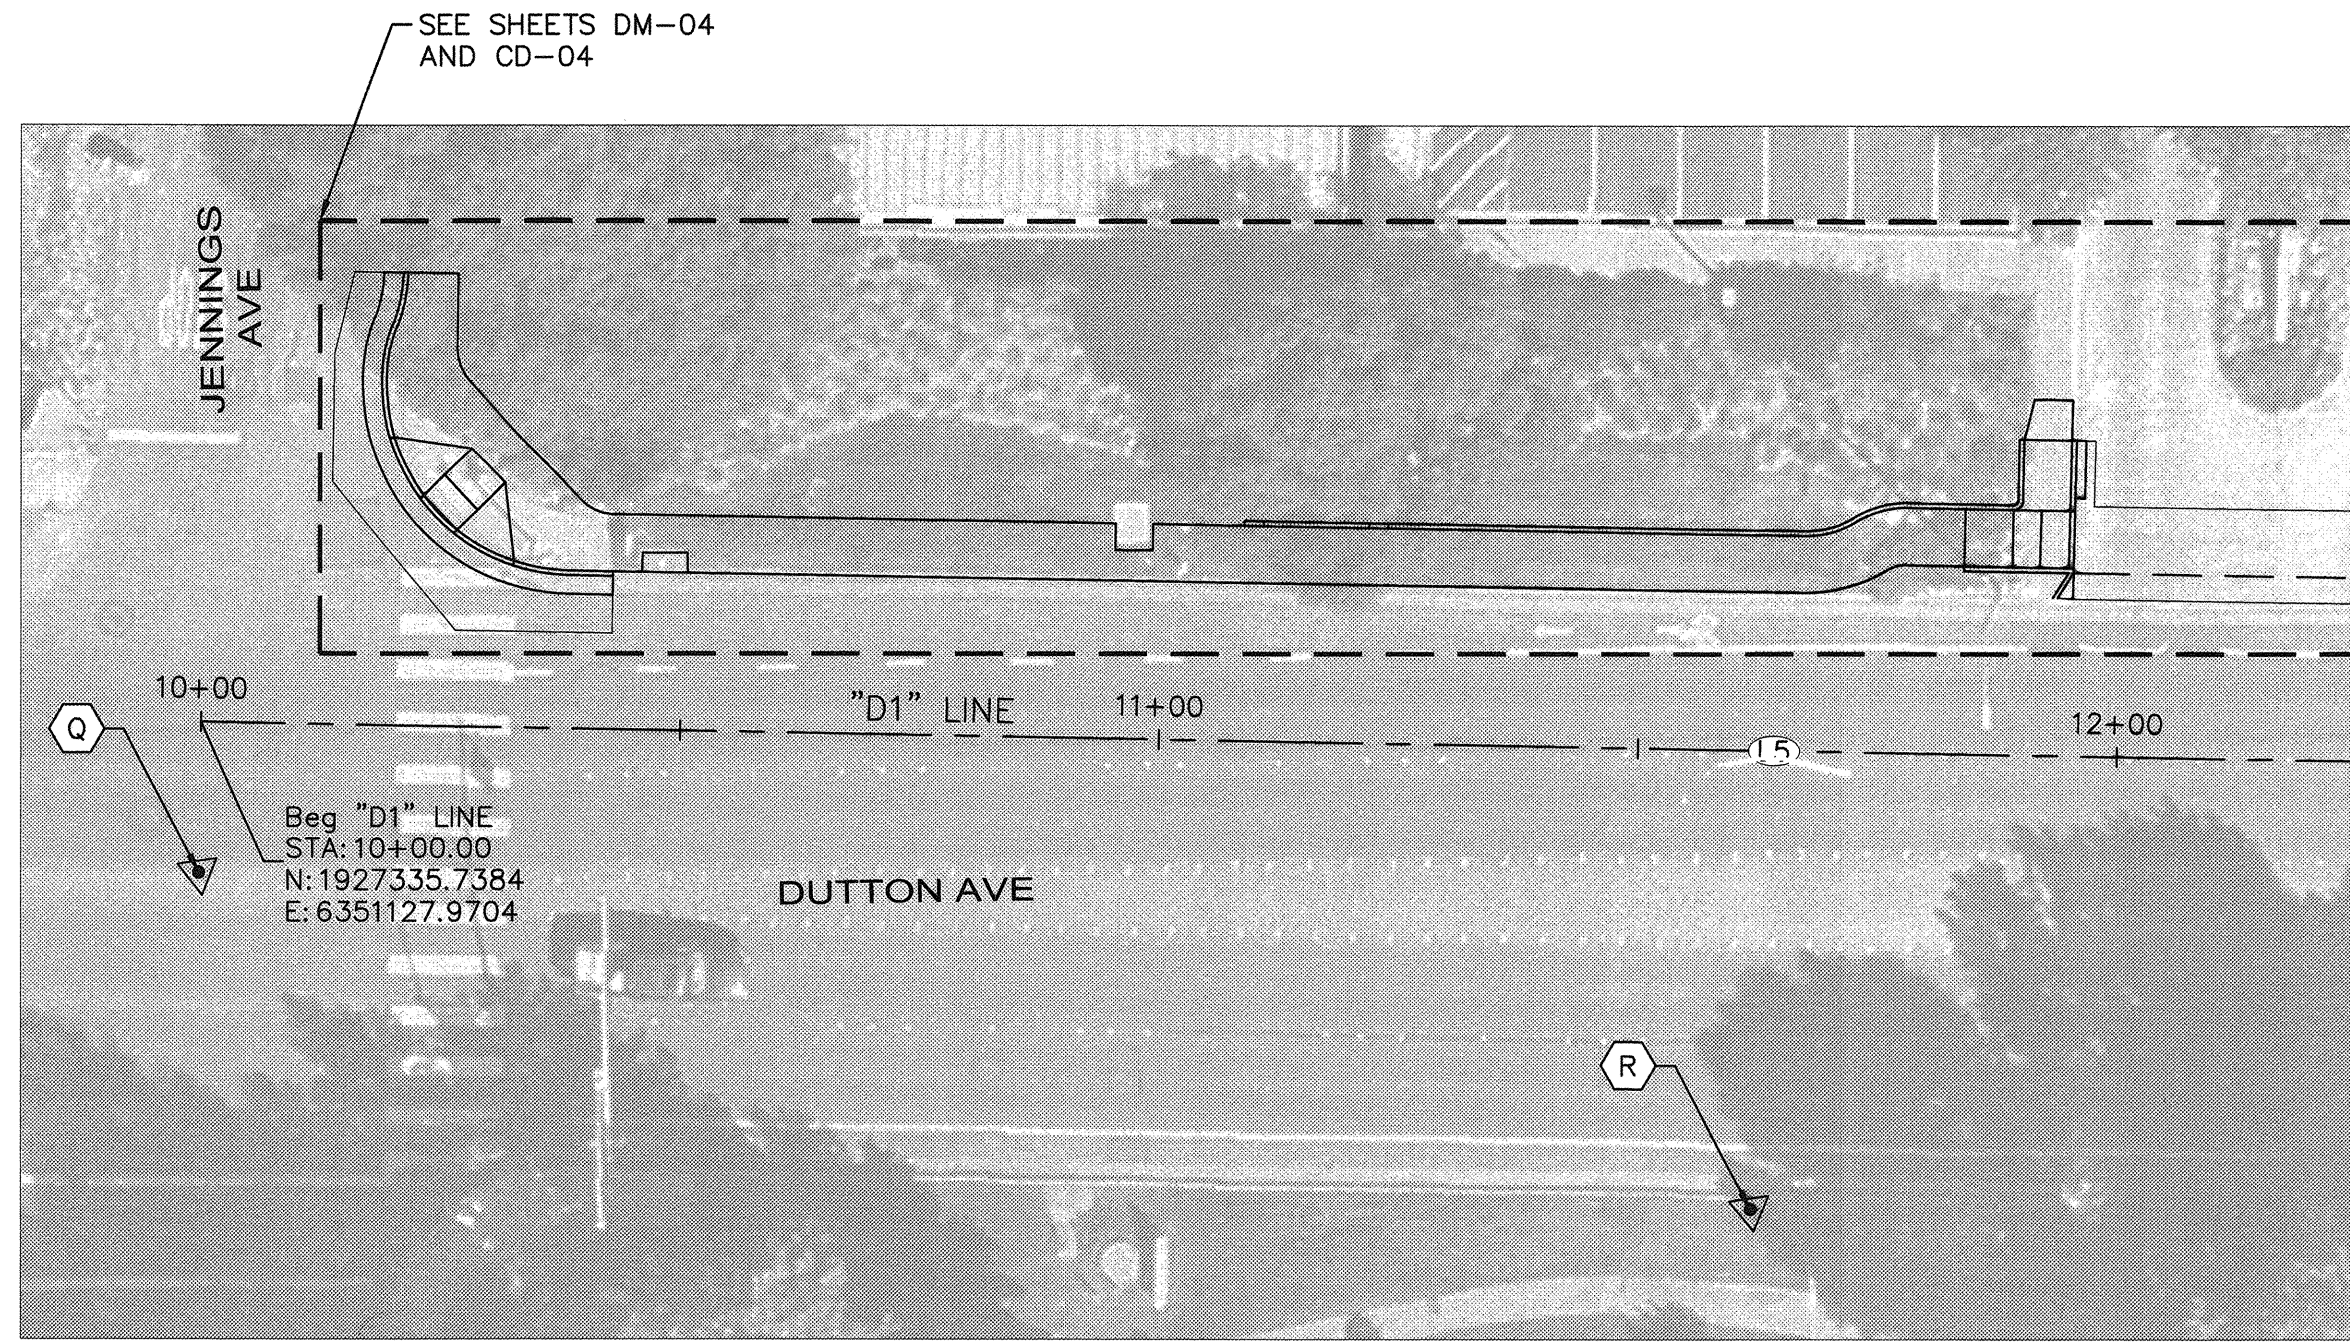 SEE SHEETS DM-04
AND CD-04
JENNINGS
AVE
10+00
"D1" LINE
11+00
12+00
Q
L5
Beg "D1" LINE
STA: 10+00.00
N: 1927335.7384
E: 6351127.9704
DUTTON AVE
R